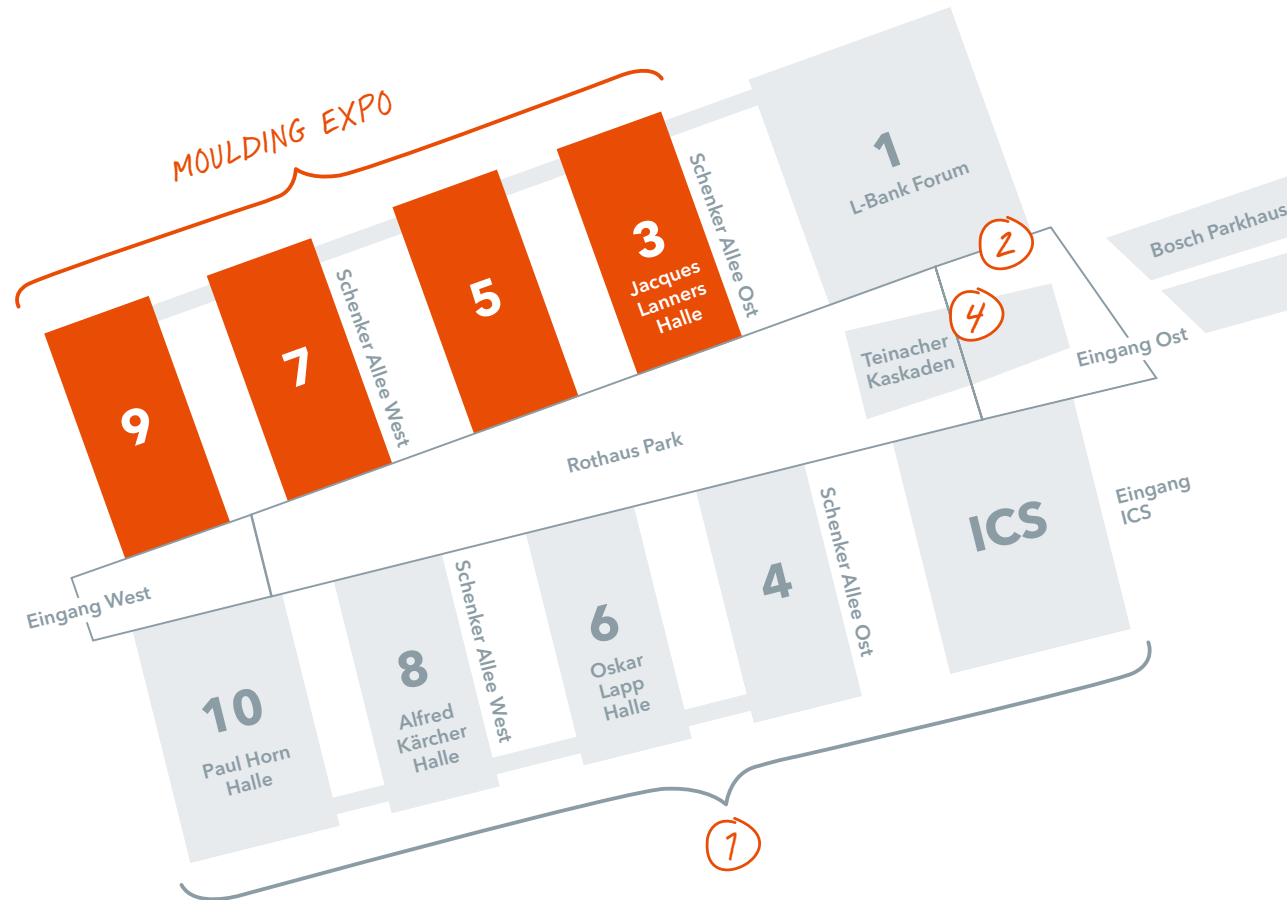 MOULDING EXPO
1
L-Bank Forum
Schenker Allee Ost
3
Jacques
Lanners
Halle
5
Schenker Allee West
7
9
2
Bosch Parkhaus
4
Teinacher
Kaskaden
Eingang Ost
Rothaus Park
Eingang West
ICS
Eingang
ICS
4
Schenker Allee Ost
6
Oskar
Lapp
Halle
Schenker Allee West
8
Alfred
Kärcher
Halle
10
Paul Horn
Halle
1